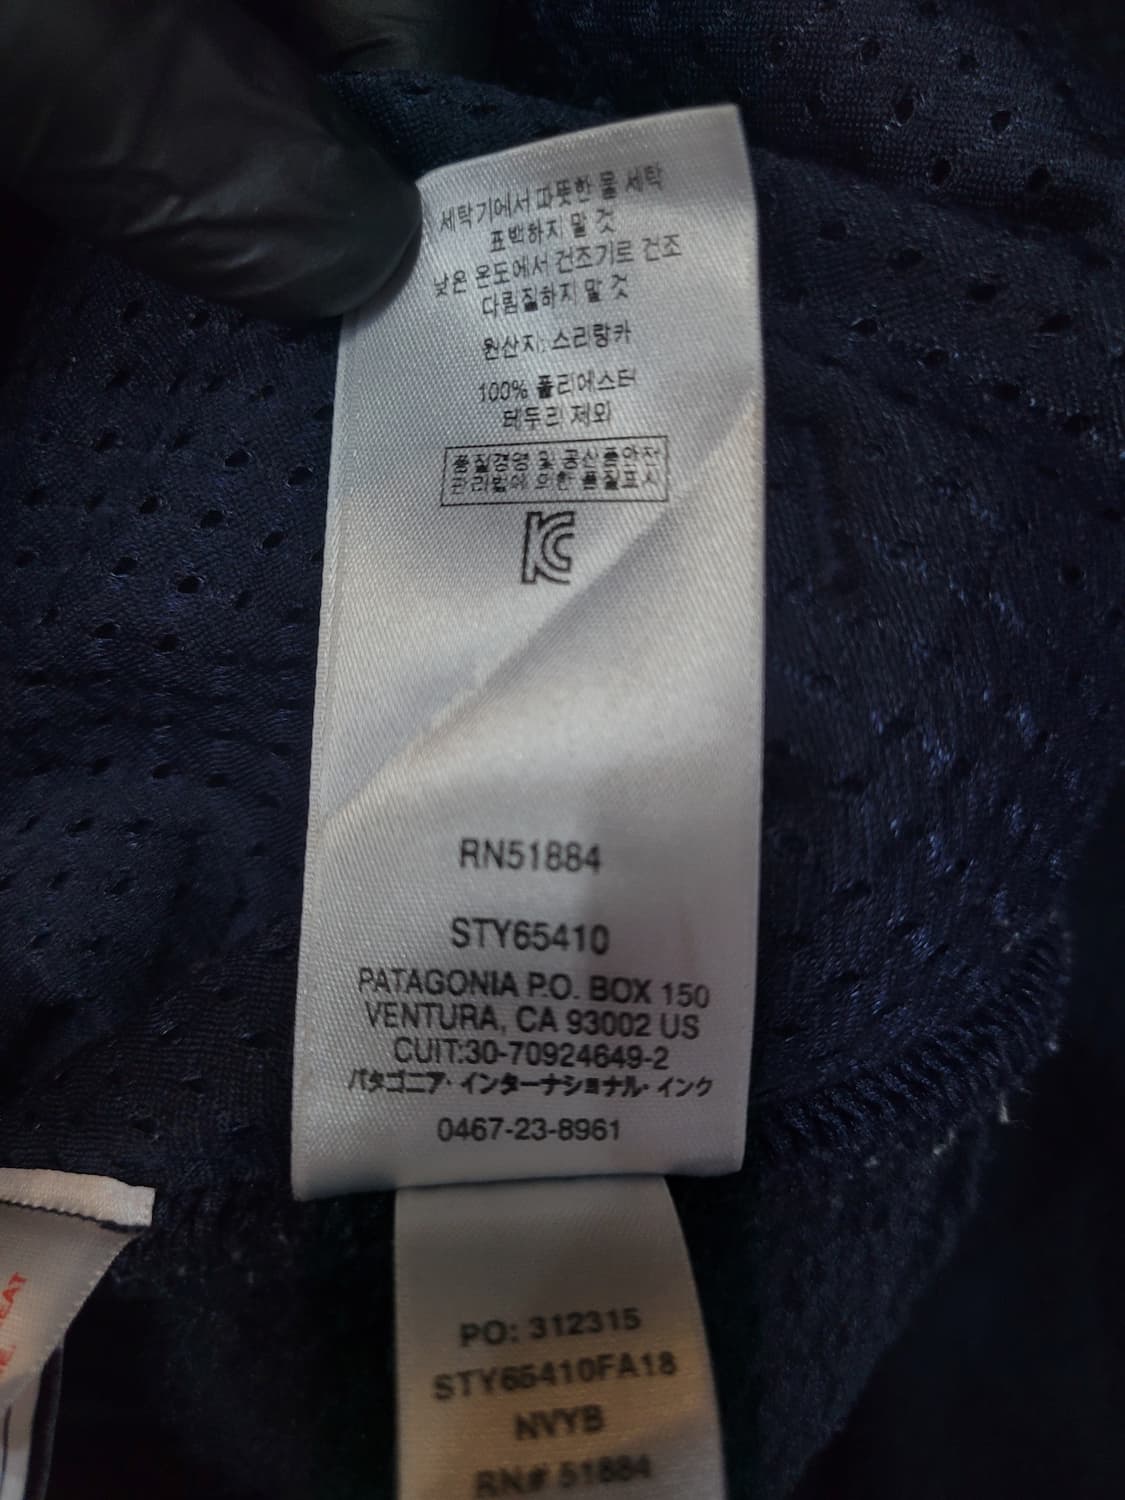 세탁기에서 따뜻한 물 세탁
표백하지 말 것
낮은 온도에서 건조기로 건조
다림질하지 말 것
원산지: 스리랑카
100% 폴리에스터
테두리 제외
품질경영 및 공산품안전
관리법에 의한 품질표시
KC
RN51884
STY65410
PATAGONIA P.O. BOX 150
VENTURA, CA 93002 US
CUIT:30-70924649-2
パタゴニア・インターナショナル・インク
0467-23-8961
PO: 312315
STY65410FA18
NVYB
RN# 51884
EAT
E.